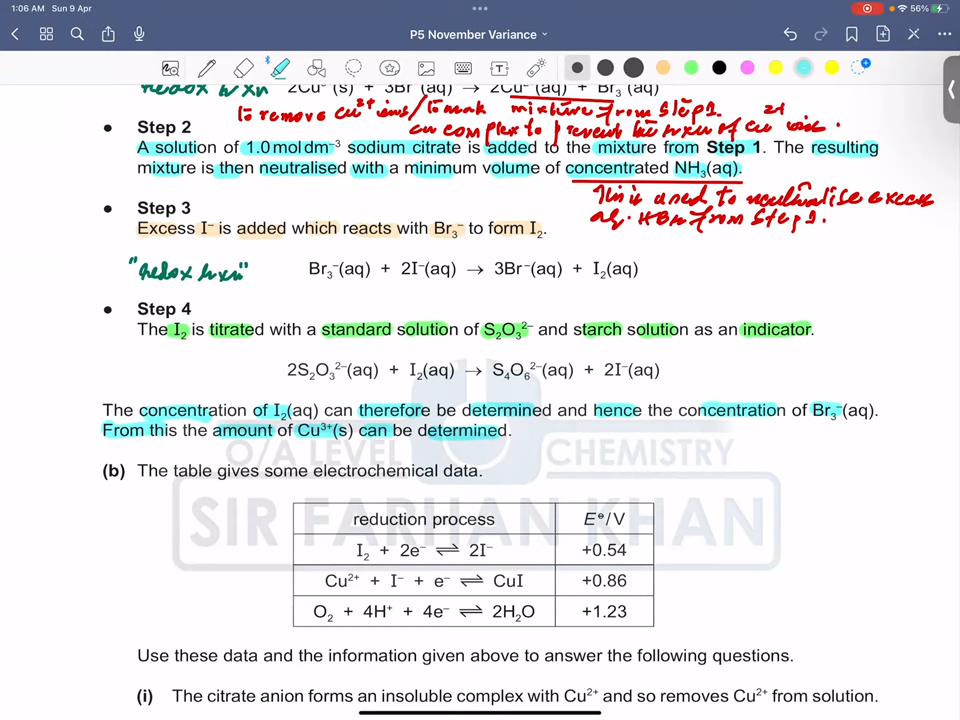 1:06 AM Sun 9 Apr
56%
P5 November Variance
Redox rxn 2Cu³⁺(s) + 3Br⁻(aq) → 2Cu²⁺(aq) + Br₃⁻(aq)
To remove Cu²⁺ ions/To make mixture from Step 1.
complex to prevent the rxn of Cu²⁺ with
• Step 2
A solution of 1.0 mol dm⁻³ sodium citrate is added to the mixture from Step 1. The resulting
mixture is then neutralised with a minimum volume of concentrated NH₃(aq).
This is used to neutralise excess
aq. HBr from Step 1.
• Step 3
Excess I⁻ is added which reacts with Br₃⁻ to form I₂.
"Redox rxn" Br₃⁻(aq) + 2I⁻(aq) → 3Br⁻(aq) + I₂(aq)
• Step 4
The I₂ is titrated with a standard solution of S₂O₃²⁻ and starch solution as an indicator.
2S₂O₃²⁻(aq) + I₂(aq) → S₄O₆²⁻(aq) + 2I⁻(aq)
The concentration of I₂(aq) can therefore be determined and hence the concentration of Br₃⁻(aq).
From this the amount of Cu³⁺(s) can be determined.
O/A LEVEL CHEMISTRY
SIR FARHAN KHAN
(b) The table gives some electrochemical data.
reduction process E⦵/V
I₂ + 2e⁻ ⇌ 2I⁻ +0.54
Cu²⁺ + I⁻ + e⁻ ⇌ CuI +0.86
O₂ + 4H⁺ + 4e⁻ ⇌ 2H₂O +1.23
Use these data and the information given above to answer the following questions.
(i) The citrate anion forms an insoluble complex with Cu²⁺ and so removes Cu²⁺ from solution.